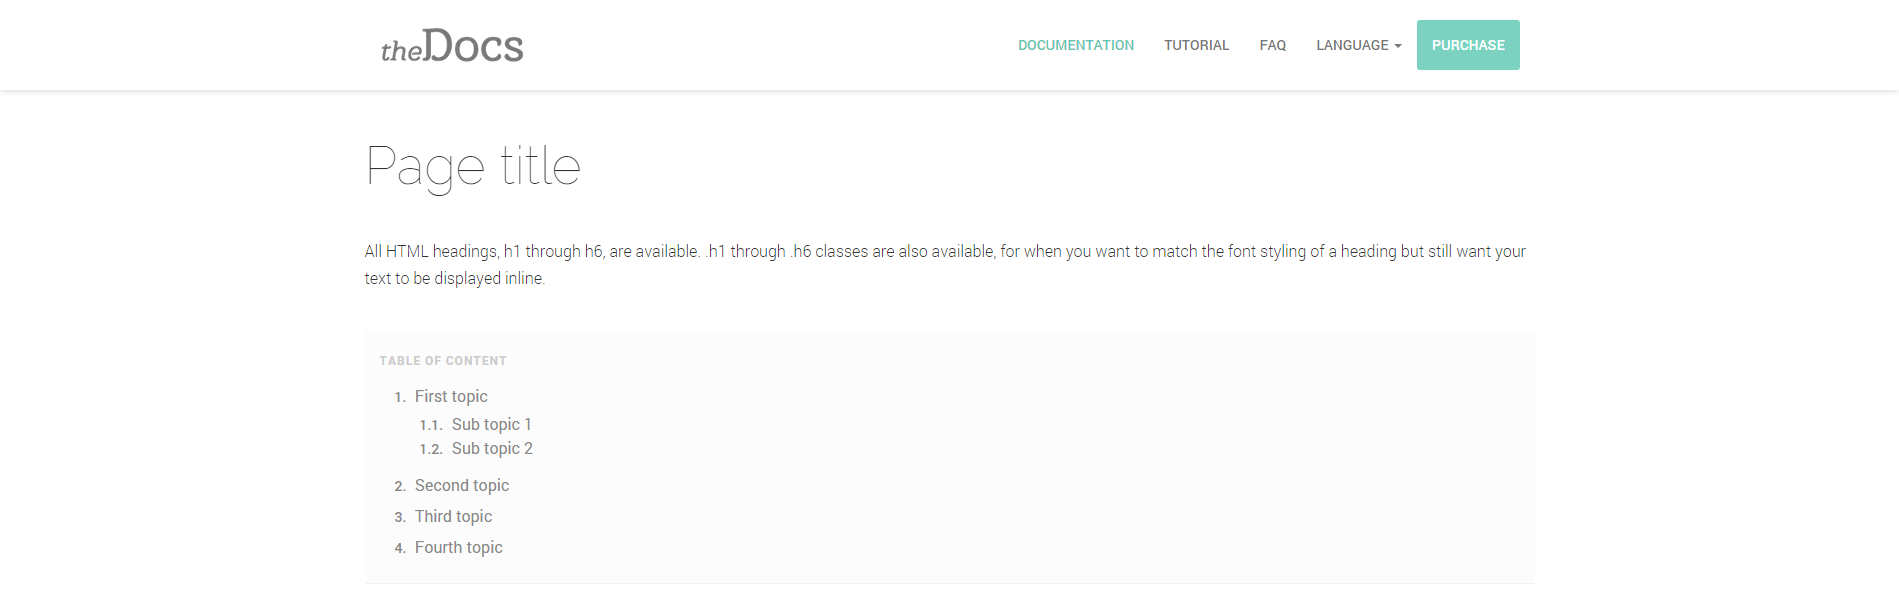 theDocs
DOCUMENTATION TUTORIAL FAQ LANGUAGE PURCHASE
Page title
All HTML headings, h1 through h6, are available. .h1 through .h6 classes are also available, for when you want to match the font styling of a heading but still want your
text to be displayed inline.
TABLE OF CONTENT
1. First topic
1.1. Sub topic 1
1.2. Sub topic 2
2. Second topic
3. Third topic
4. Fourth topic